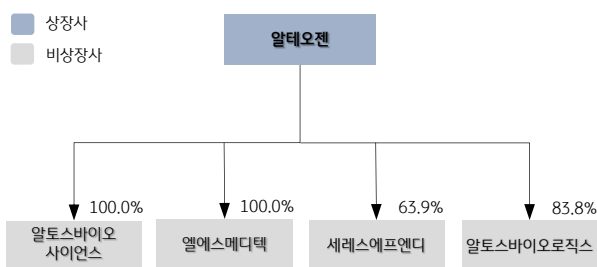 상장사
비상장사
알테오젠
100.0%
100.0%
63.9%
83.8%
알토스바이오
사이언스
엘에스메디텍
세레스에프엔디
알토스바이오로직스